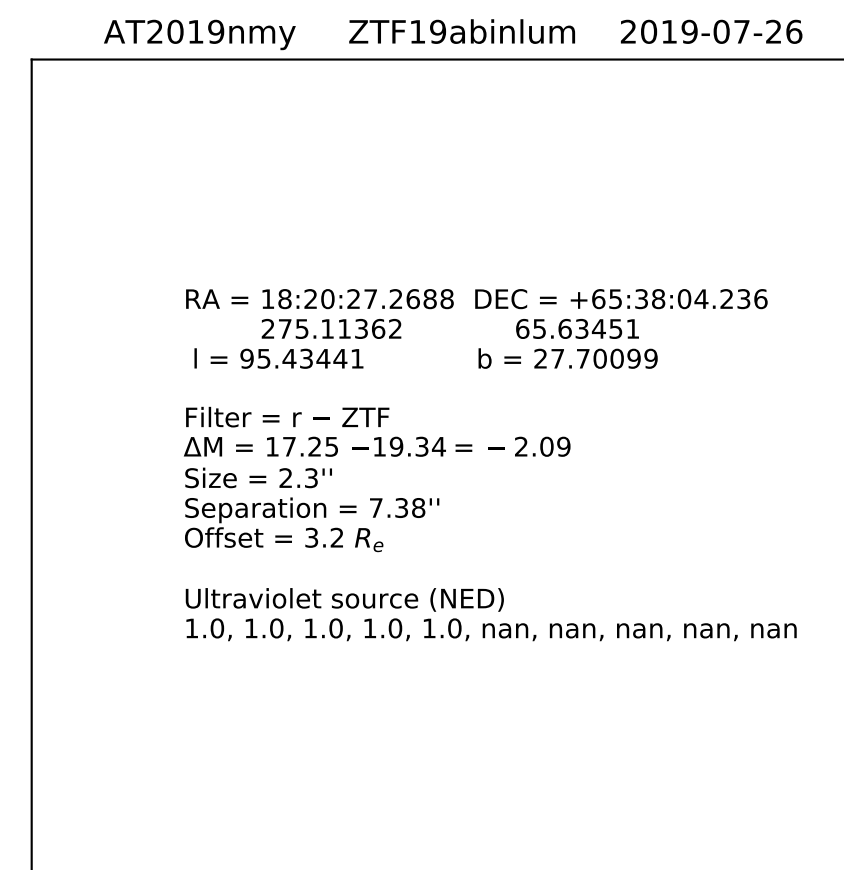 AT2019nmy ZTF19abinlum 2019-07-26
RA = 18:20:27.2688 DEC = +65:38:04.236
275.11362 65.63451
l = 95.43441 b = 27.70099
Filter = r − ZTF
ΔM = 17.25 −19.34 = − 2.09
Size = 2.3''
Separation = 7.38''
Offset = 3.2 Re
Ultraviolet source (NED)
1.0, 1.0, 1.0, 1.0, 1.0, nan, nan, nan, nan, nan